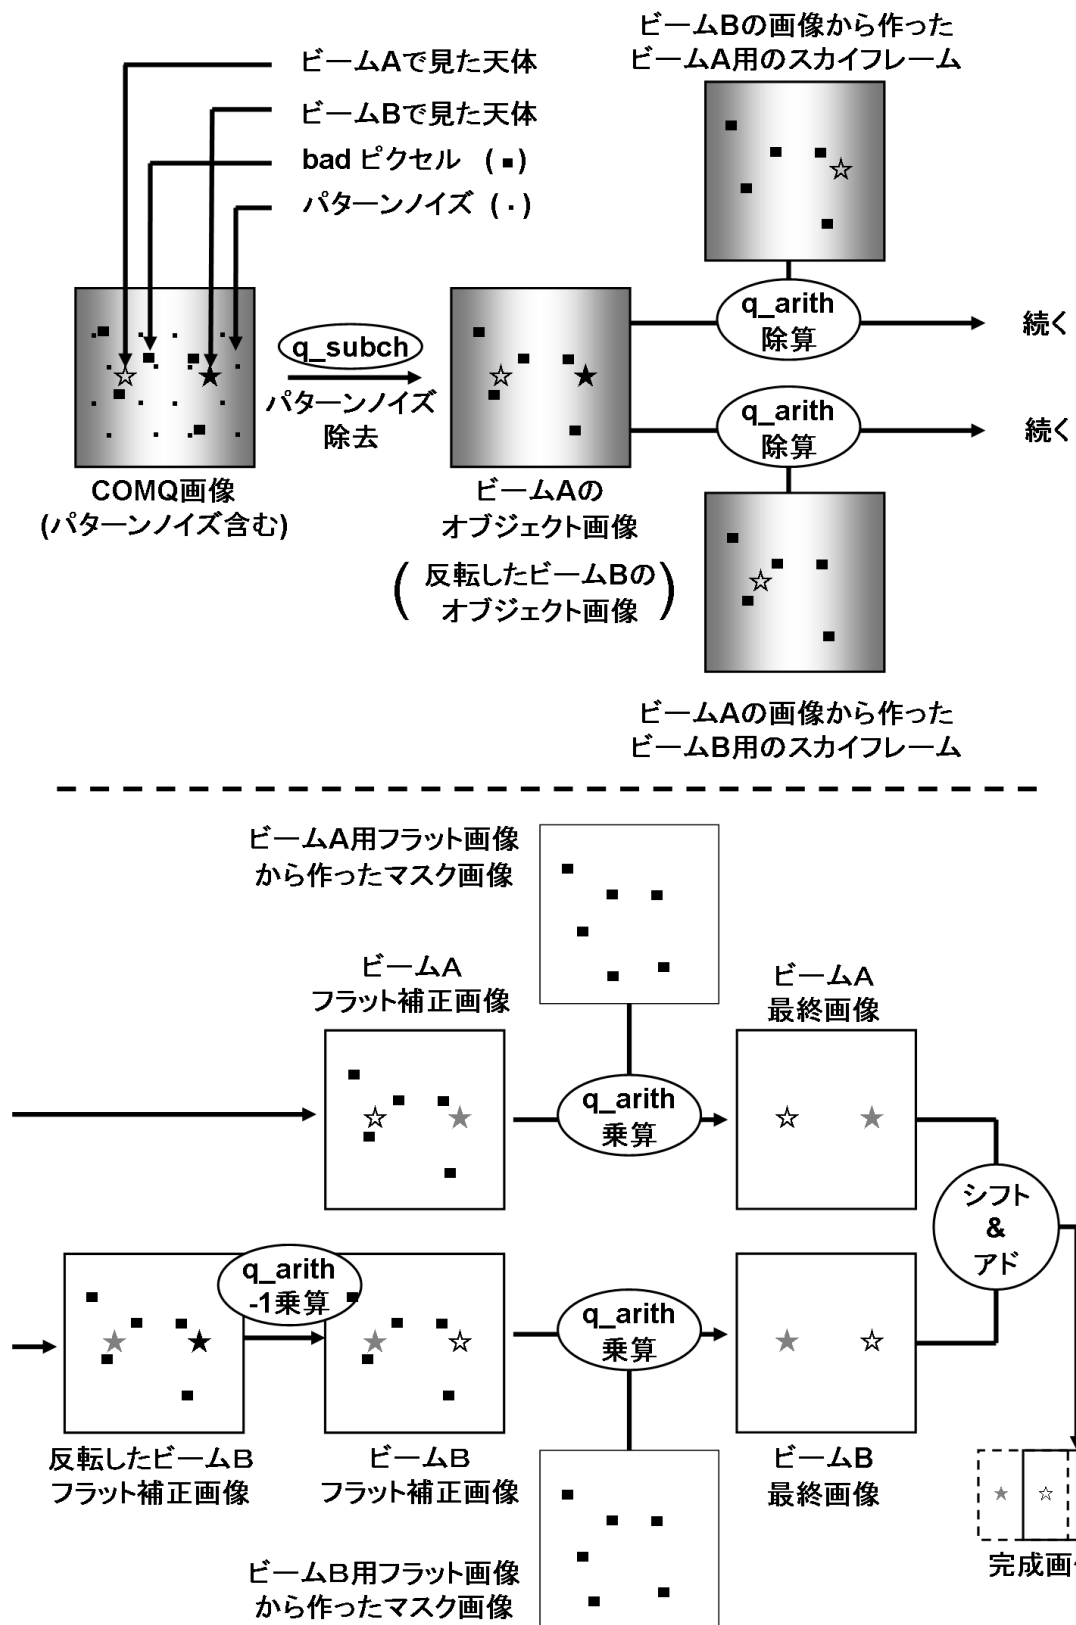 ビームBの画像から作った
ビームA用のスカイフレーム
ビームAで見た天体
ビームBで見た天体
bad ピクセル ( ▪ )
パターンノイズ ( · )
q_subch
パターンノイズ
除去
q_arith
除算
続く
q_arith
除算
続く
COMQ画像
(パターンノイズ含む)
ビームAの
オブジェクト画像
( 反転したビームBの
オブジェクト画像 )
ビームAの画像から作った
ビームB用のスカイフレーム
ビームA用フラット画像
から作ったマスク画像
ビームA
フラット補正画像
ビームA
最終画像
q_arith
乗算
シフト
&
アド
q_arith
-1乗算
q_arith
乗算
反転したビームB
フラット補正画像
ビームB
フラット補正画像
ビームB
最終画像
ビームB用フラット画像
から作ったマスク画像
完成画